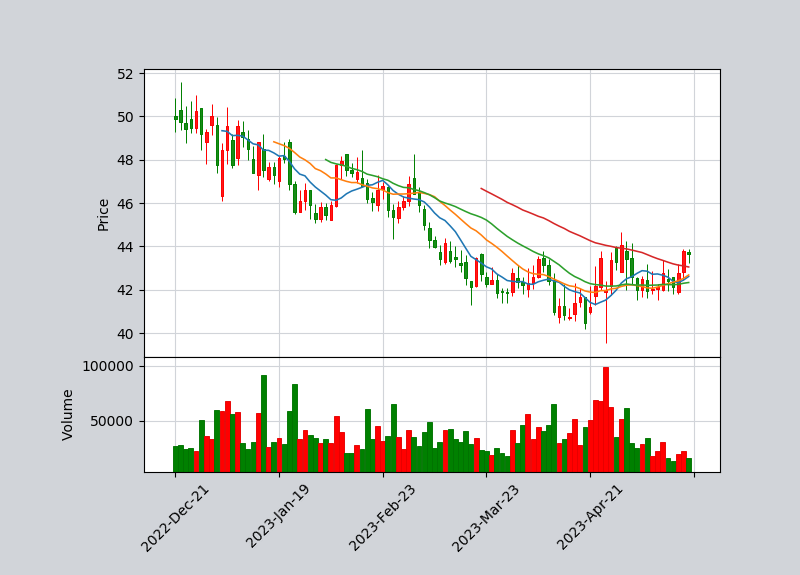 52
50
48
46
44
42
40
Price
100000
50000
Volume
2022-Dec-21
2023-Jan-19
2023-Feb-23
2023-Mar-23
2023-Apr-21